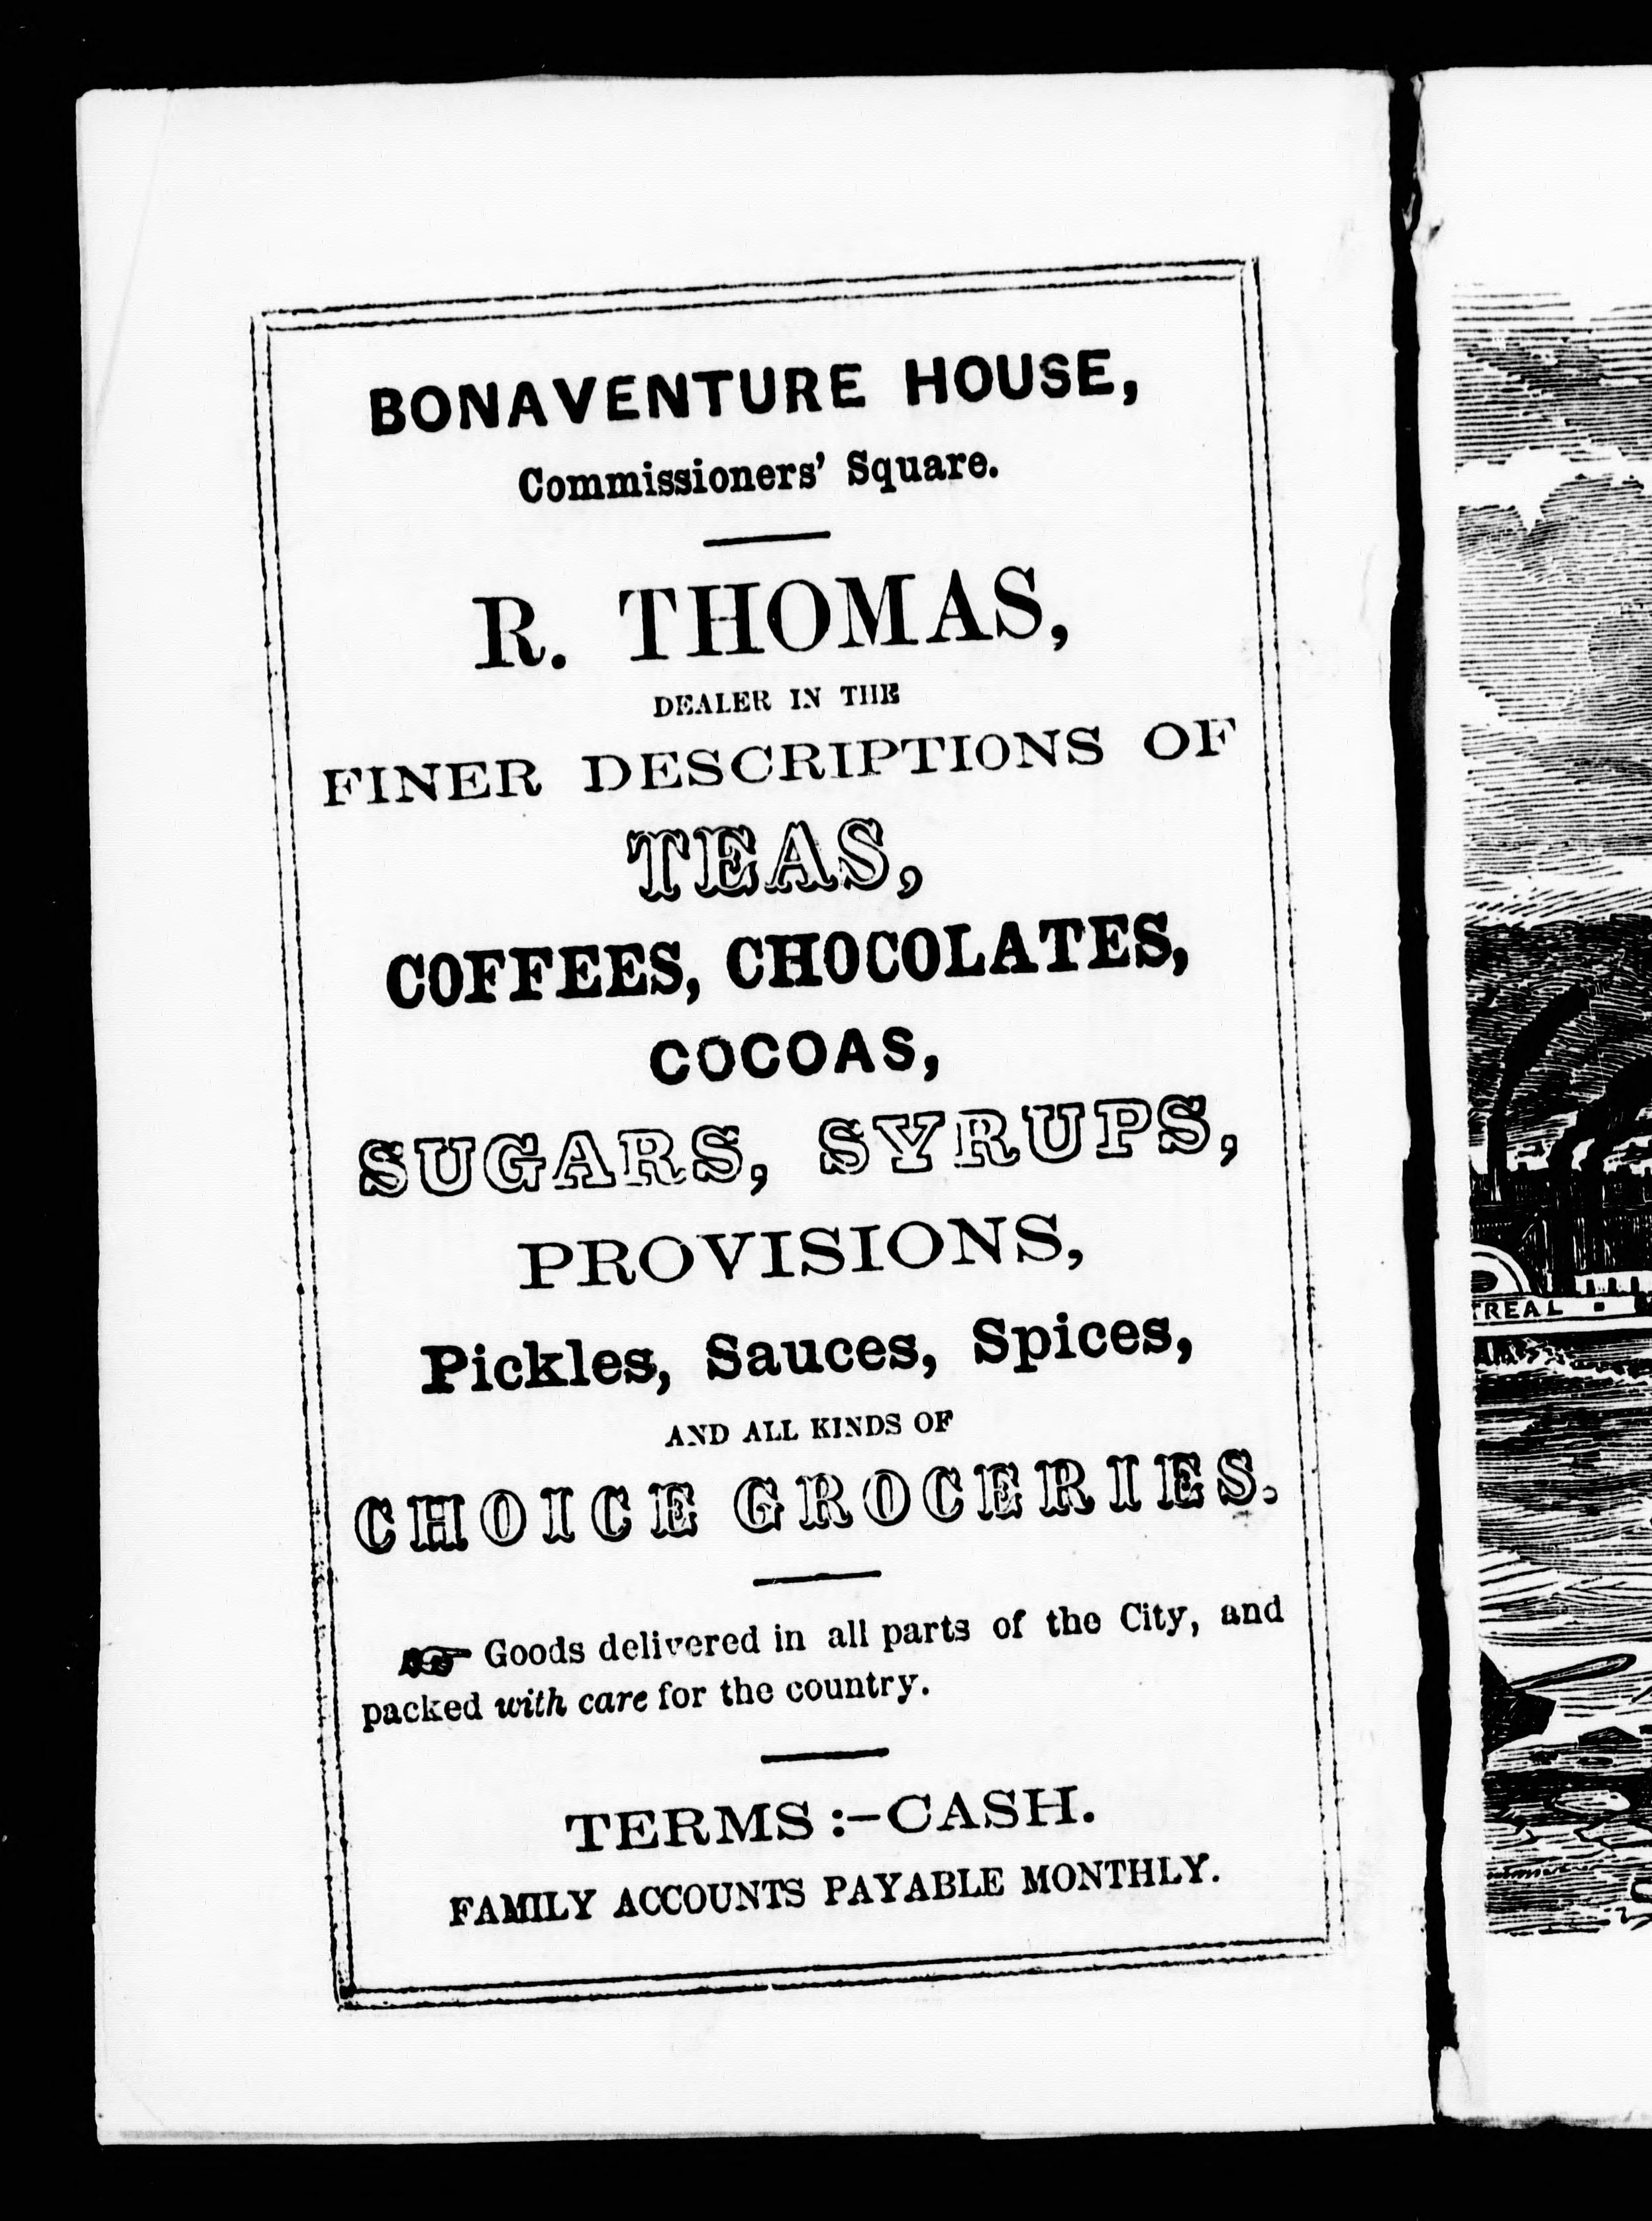 BONAVENTURE HOUSE,
Commissioners' Square.
R. THOMAS,
DEALER IN THE
FINER DESCRIPTIONS OF
TEAS,
COFFEES, CHOCOLATES,
COCOAS,
SUGARS, SYRUPS,
PROVISIONS,
Pickles, Sauces, Spices,
AND ALL KINDS OF
CHOICE GROCERIES.
☞ Goods delivered in all parts of the City, and
packed with care for the country.
TERMS :—CASH.
FAMILY ACCOUNTS PAYABLE MONTHLY.
TREAL